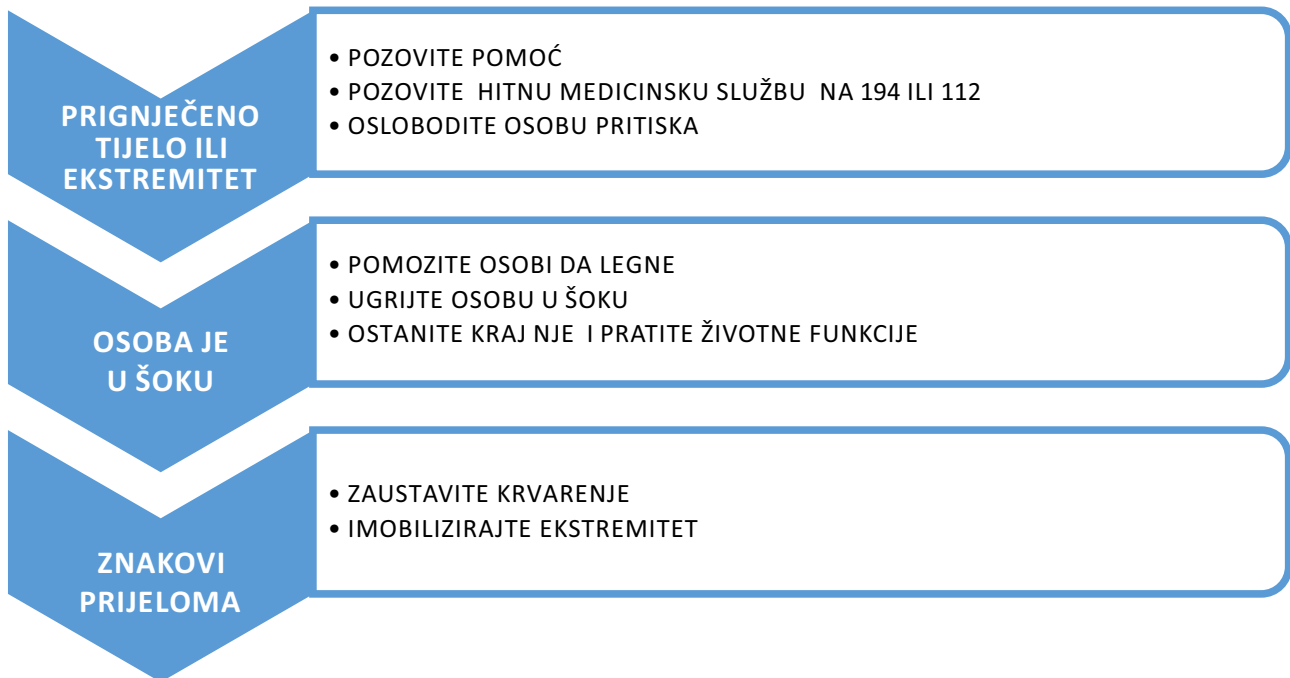 PRIGNJEČENO
TIJELO ILI
EKSTREMITET
• POZOVITE POMOĆ
• POZOVITE HITNU MEDICINSKU SLUŽBU NA 194 ILI 112
• OSLOBODITE OSOBU PRITISKA
OSOBA JE
U ŠOKU
• POMOZITE OSOBI DA LEGNE
• UGRIJTE OSOBU U ŠOKU
• OSTANITE KRAJ NJE I PRATITE ŽIVOTNE FUNKCIJE
ZNAKOVI
PRIJELOMA
• ZAUSTAVITE KRVARENJE
• IMOBILIZIRAJTE EKSTREMITET